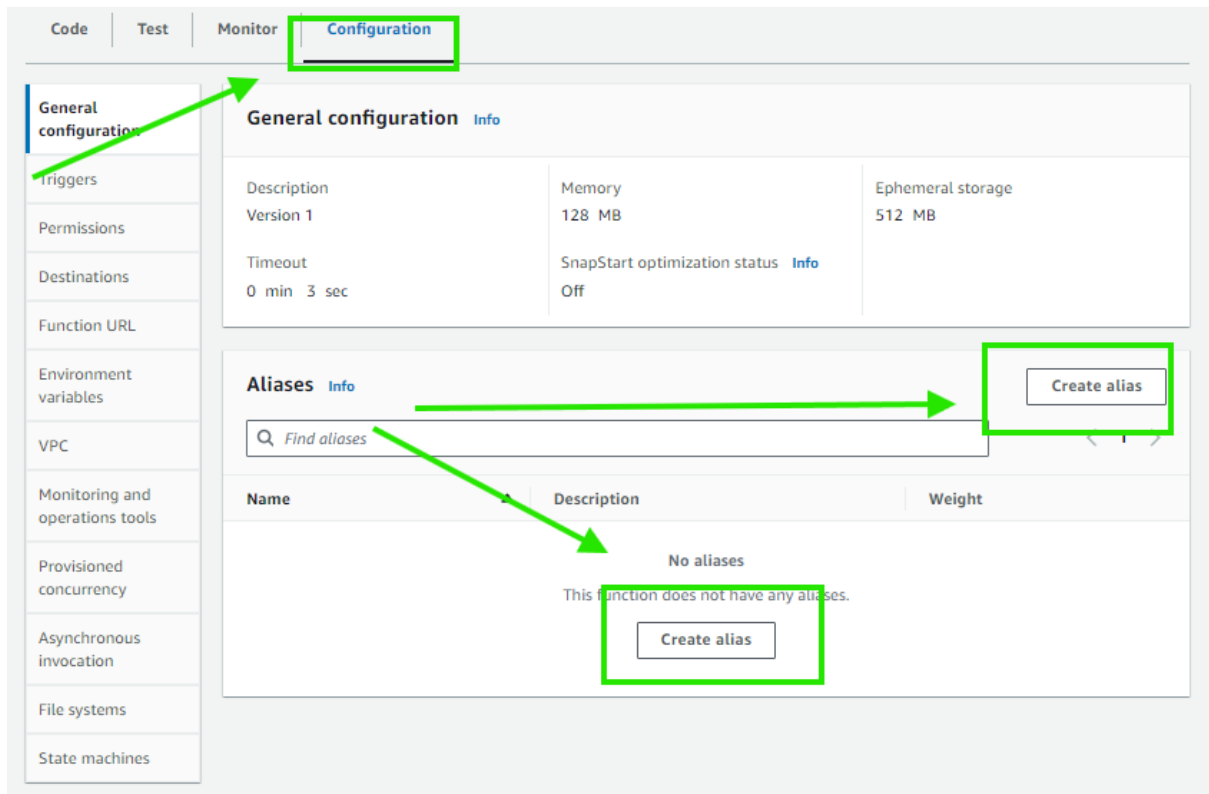 Code Test Monitor Configuration
General
configuration
Triggers
Permissions
Destinations
Function URL
Environment
variables
VPC
Monitoring and
operations tools
Provisioned
concurrency
Asynchronous
invocation
File systems
State machines
General configuration Info
Description Memory Ephemeral storage
Version 1 128 MB 512 MB
Timeout SnapStart optimization status Info
0 min 3 sec Off
Aliases Info Create alias
Find aliases 1
Name Description Weight
No aliases
This function does not have any aliases.
Create alias